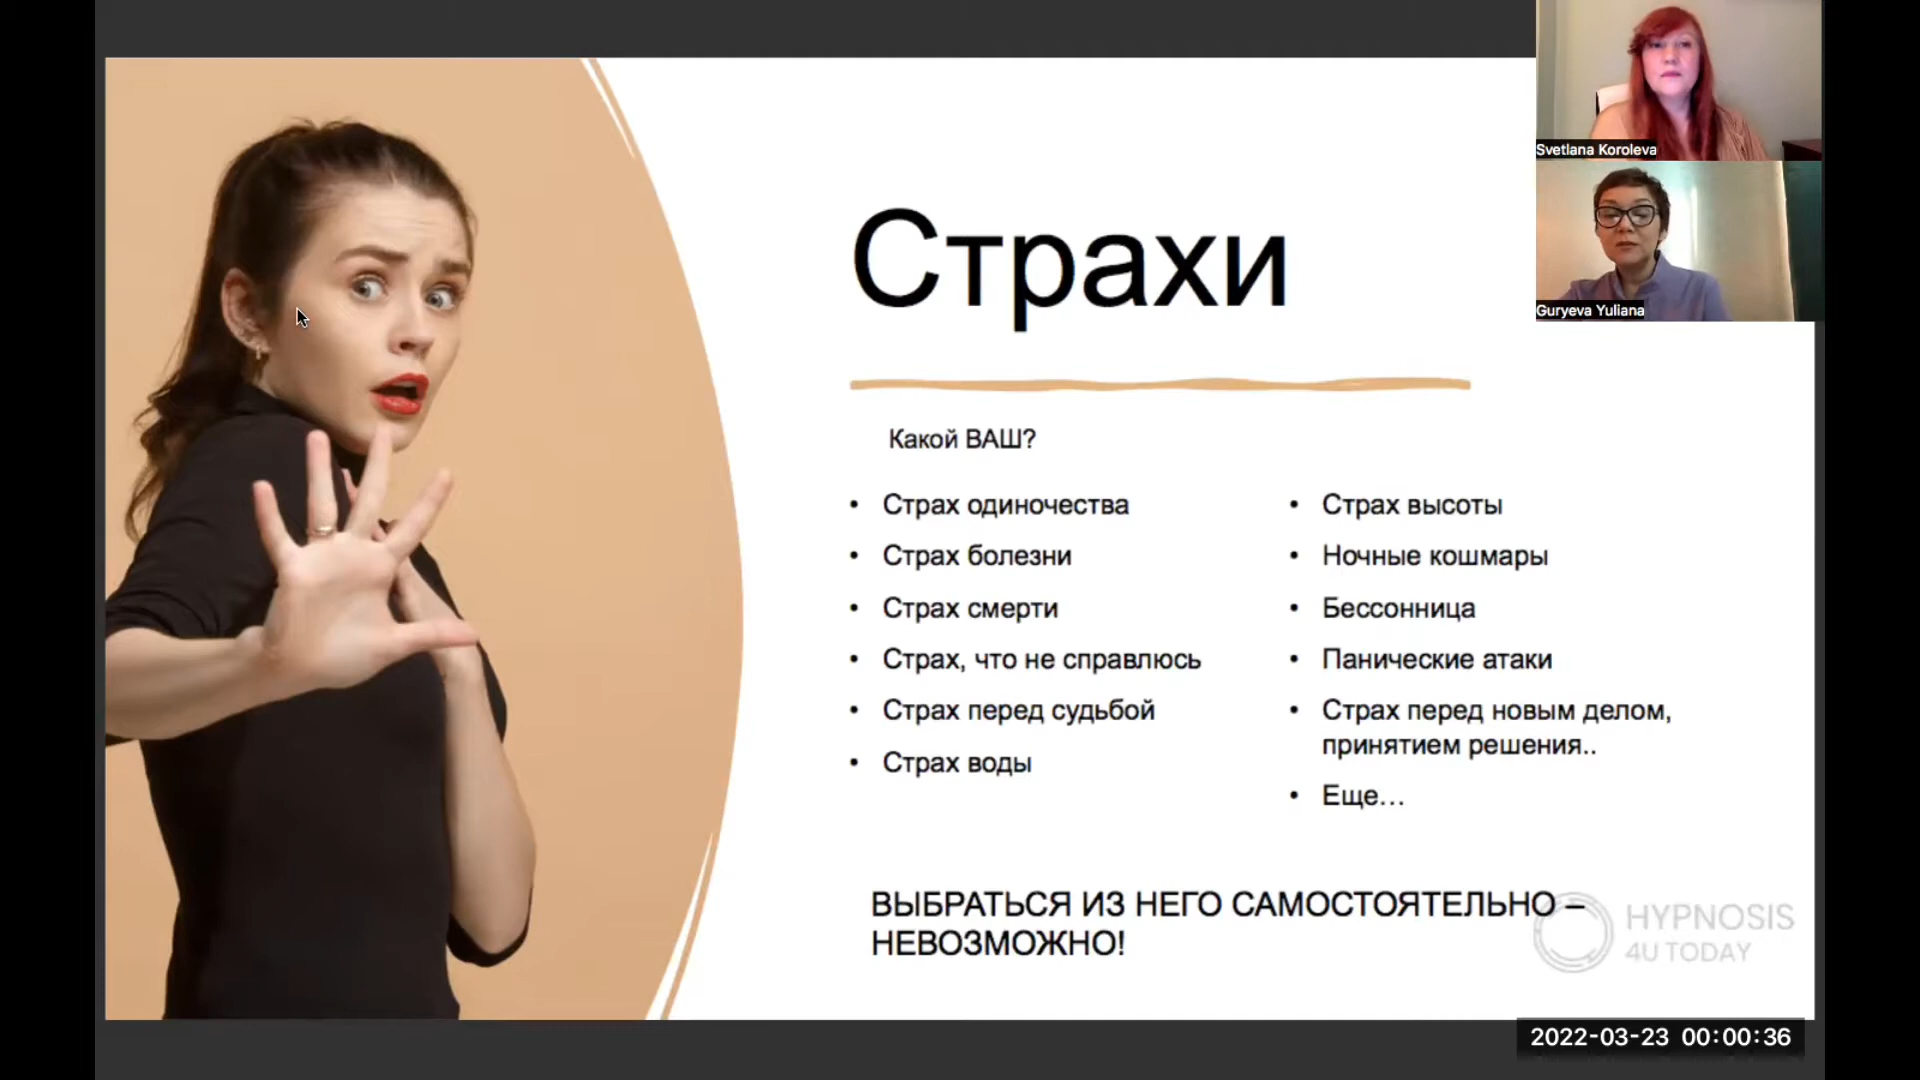 Svetlana Koroleva
Guryeva Yuliana
Страхи
Какой ВАШ?
• Страх одиночества
• Страх болезни
• Страх смерти
• Страх, что не справлюсь
• Страх перед судьбой
• Страх воды
• Страх высоты
• Ночные кошмары
• Бессонница
• Панические атаки
• Страх перед новым делом,
принятием решения..
• Еще...
ВЫБРАТЬСЯ ИЗ НЕГО САМОСТОЯТЕЛЬНО –
НЕВОЗМОЖНО!
HYPNOSIS
4U TODAY
2022-03-23 00:00:36